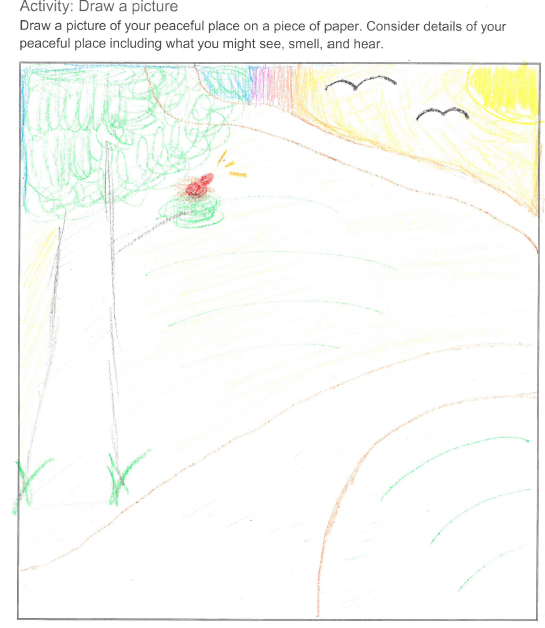 Activity: Draw a picture
Draw a picture of your peaceful place on a piece of paper. Consider details of your
peaceful place including what you might see, smell, and hear.